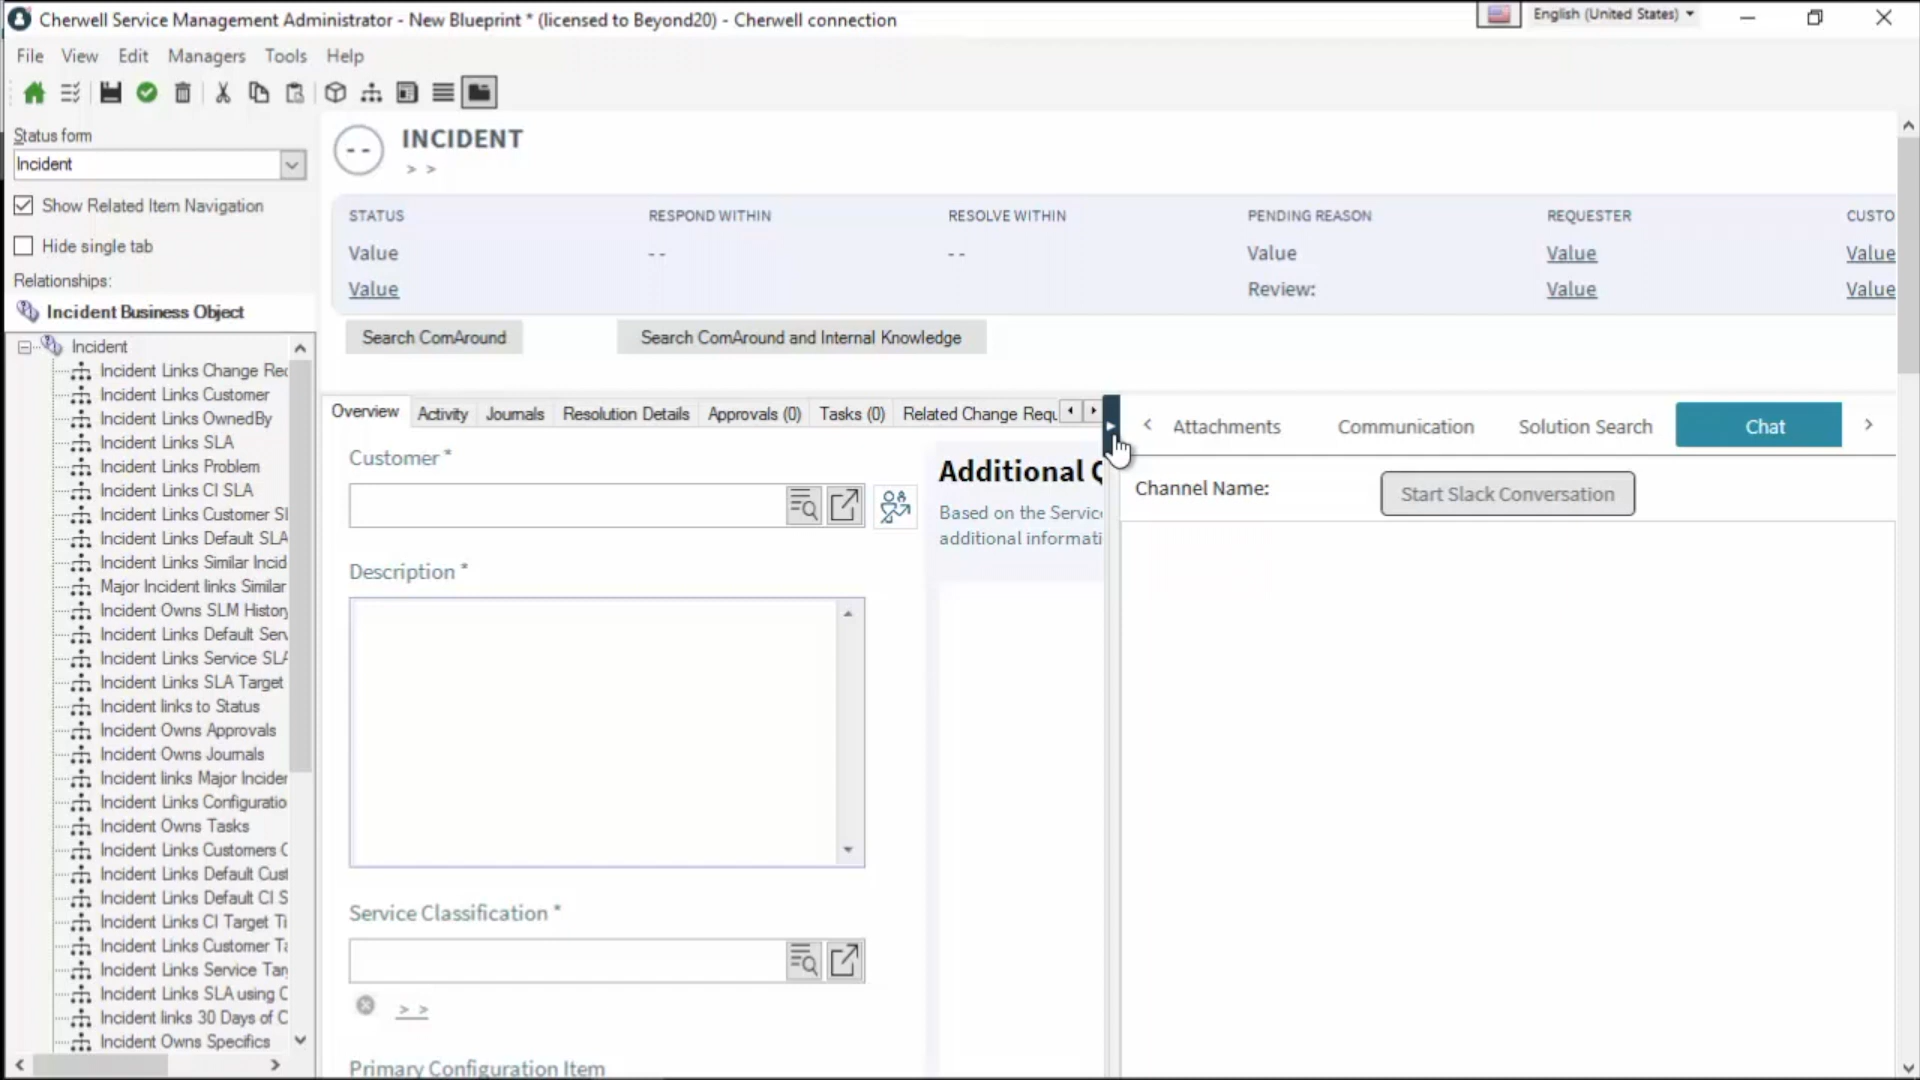 Cherwell Service Management Administrator - New Blueprint * (licensed to Beyond20) - Cherwell connection
English (United States)
File View Edit Managers Tools Help
Status form
Incident
Show Related Item Navigation
Hide single tab
Relationships:
Incident Business Object
Incident
Incident Links Change Rec
Incident Links Customer
Incident Links OwnedBy
Incident Links SLA
Incident Links Problem
Incident Links CI SLA
Incident Links Customer Sl
Incident Links Default SLA
Incident Links Similar Incid
Major Incident links Similar
Incident Owns SLM History
Incident Links Default Serv
Incident Links Service SLA
Incident Links SLA Target
Incident links to Status
Incident Owns Approvals
Incident Owns Journals
Incident links Major Incider
Incident Links Configuratio
Incident Owns Tasks
Incident Links Customers C
Incident Links Default Cust
Incident Links Default CI S
Incident Links CI Target Ti
Incident Links Customer Ta
Incident Links Service Targ
Incident Links SLA using C
Incident links 30 Days of C
Incident Owns Specifics
- -
INCIDENT
> >
STATUS RESPOND WITHIN RESOLVE WITHIN PENDING REASON REQUESTER CUSTO
Value - - - - Value Value Value
Value Review: Value Value
Search ComAround Search ComAround and Internal Knowledge
Overview Activity Journals Resolution Details Approvals (0) Tasks (0) Related Change Requ
Customer *
Description *
Service Classification *
> >
Primary Configuration Item
Additional Q
Based on the Service
additional informati
Attachments Communication Solution Search Chat
Channel Name: Start Slack Conversation